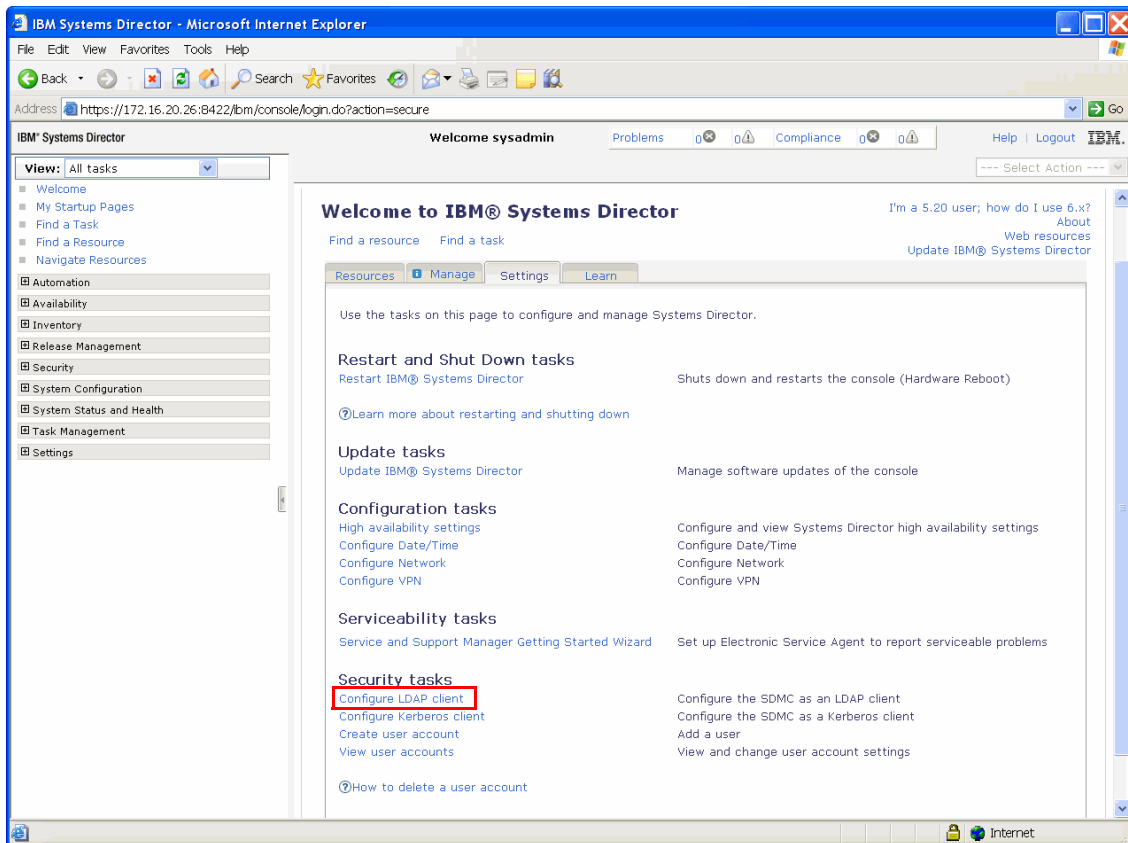 IBM Systems Director - Microsoft Internet Explorer
File Edit View Favorites Tools Help
Back Search Favorites
Address https://172.16.20.26:8422/ibm/console/login.do?action=secure Go
IBM® Systems Director Welcome sysadmin Problems 0 0 Compliance 0 0 Help | Logout IBM.
View: All tasks
--- Select Action ---
Welcome
My Startup Pages
Find a Task
Find a Resource
Navigate Resources
Automation
Availability
Inventory
Release Management
Security
System Configuration
System Status and Health
Task Management
Settings
Welcome to IBM® Systems Director
I'm a 5.20 user; how do I use 6.x?
About
Web resources
Update IBM® Systems Director
Find a resource Find a task
Resources Manage Settings Learn
Use the tasks on this page to configure and manage Systems Director.
Restart and Shut Down tasks
Restart IBM® Systems Director Shuts down and restarts the console (Hardware Reboot)
Learn more about restarting and shutting down
Update tasks
Update IBM® Systems Director Manage software updates of the console
Configuration tasks
High availability settings Configure and view Systems Director high availability settings
Configure Date/Time Configure Date/Time
Configure Network Configure Network
Configure VPN Configure VPN
Serviceability tasks
Service and Support Manager Getting Started Wizard Set up Electronic Service Agent to report serviceable problems
Security tasks
Configure LDAP client Configure the SDMC as an LDAP client
Configure Kerberos client Configure the SDMC as a Kerberos client
Create user account Add a user
View user accounts View and change user account settings
How to delete a user account
Internet